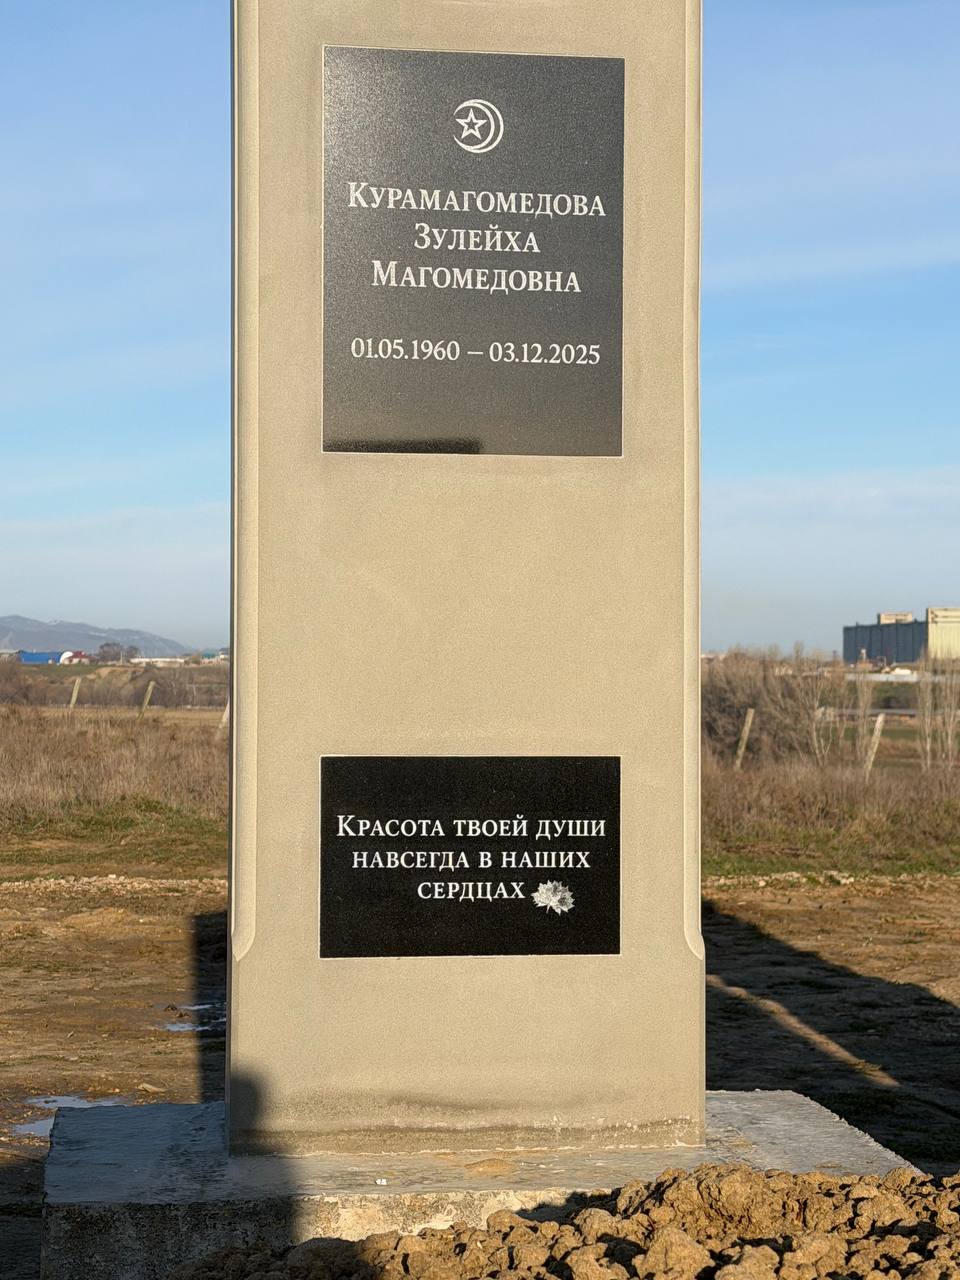 Курамагомедова
Зулейха
Магомедовна
01.05.1960 – 03.12.2025
Красота твоей души
навсегда в наших
сердцах